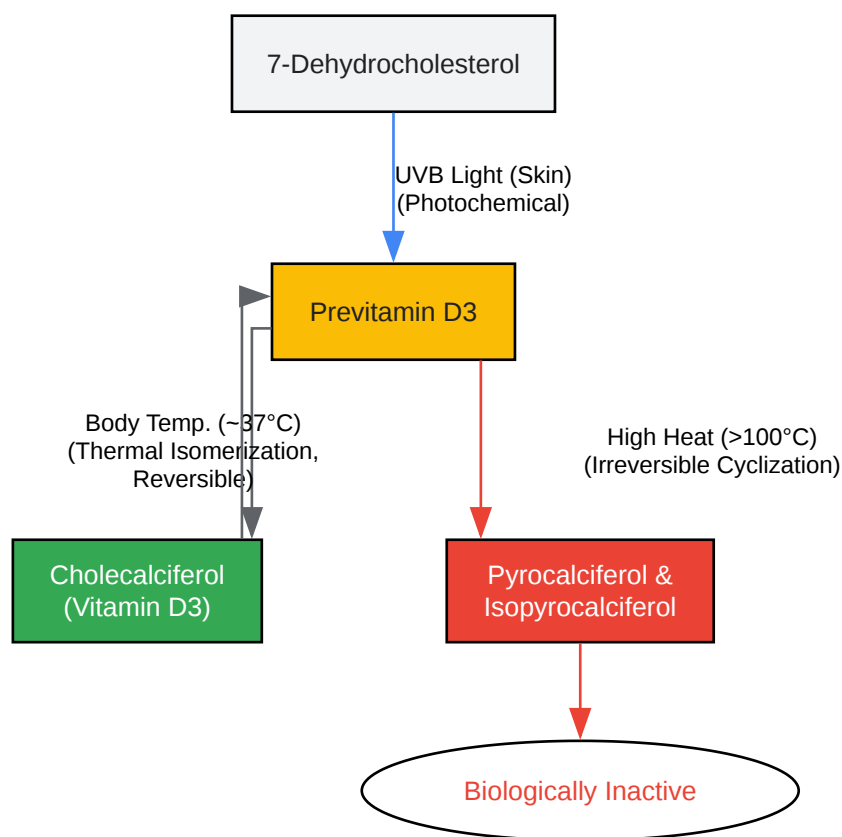 7-Dehydrocholesterol
UVB Light (Skin)
(Photochemical)
Previtamin D3
Body Temp. (~37°C)
(Thermal Isomerization,
Reversible)
High Heat (>100°C)
(Irreversible Cyclization)
Cholecalciferol
(Vitamin D3)
Pyrocalciferol &
Isopyrocalciferol
Biologically Inactive